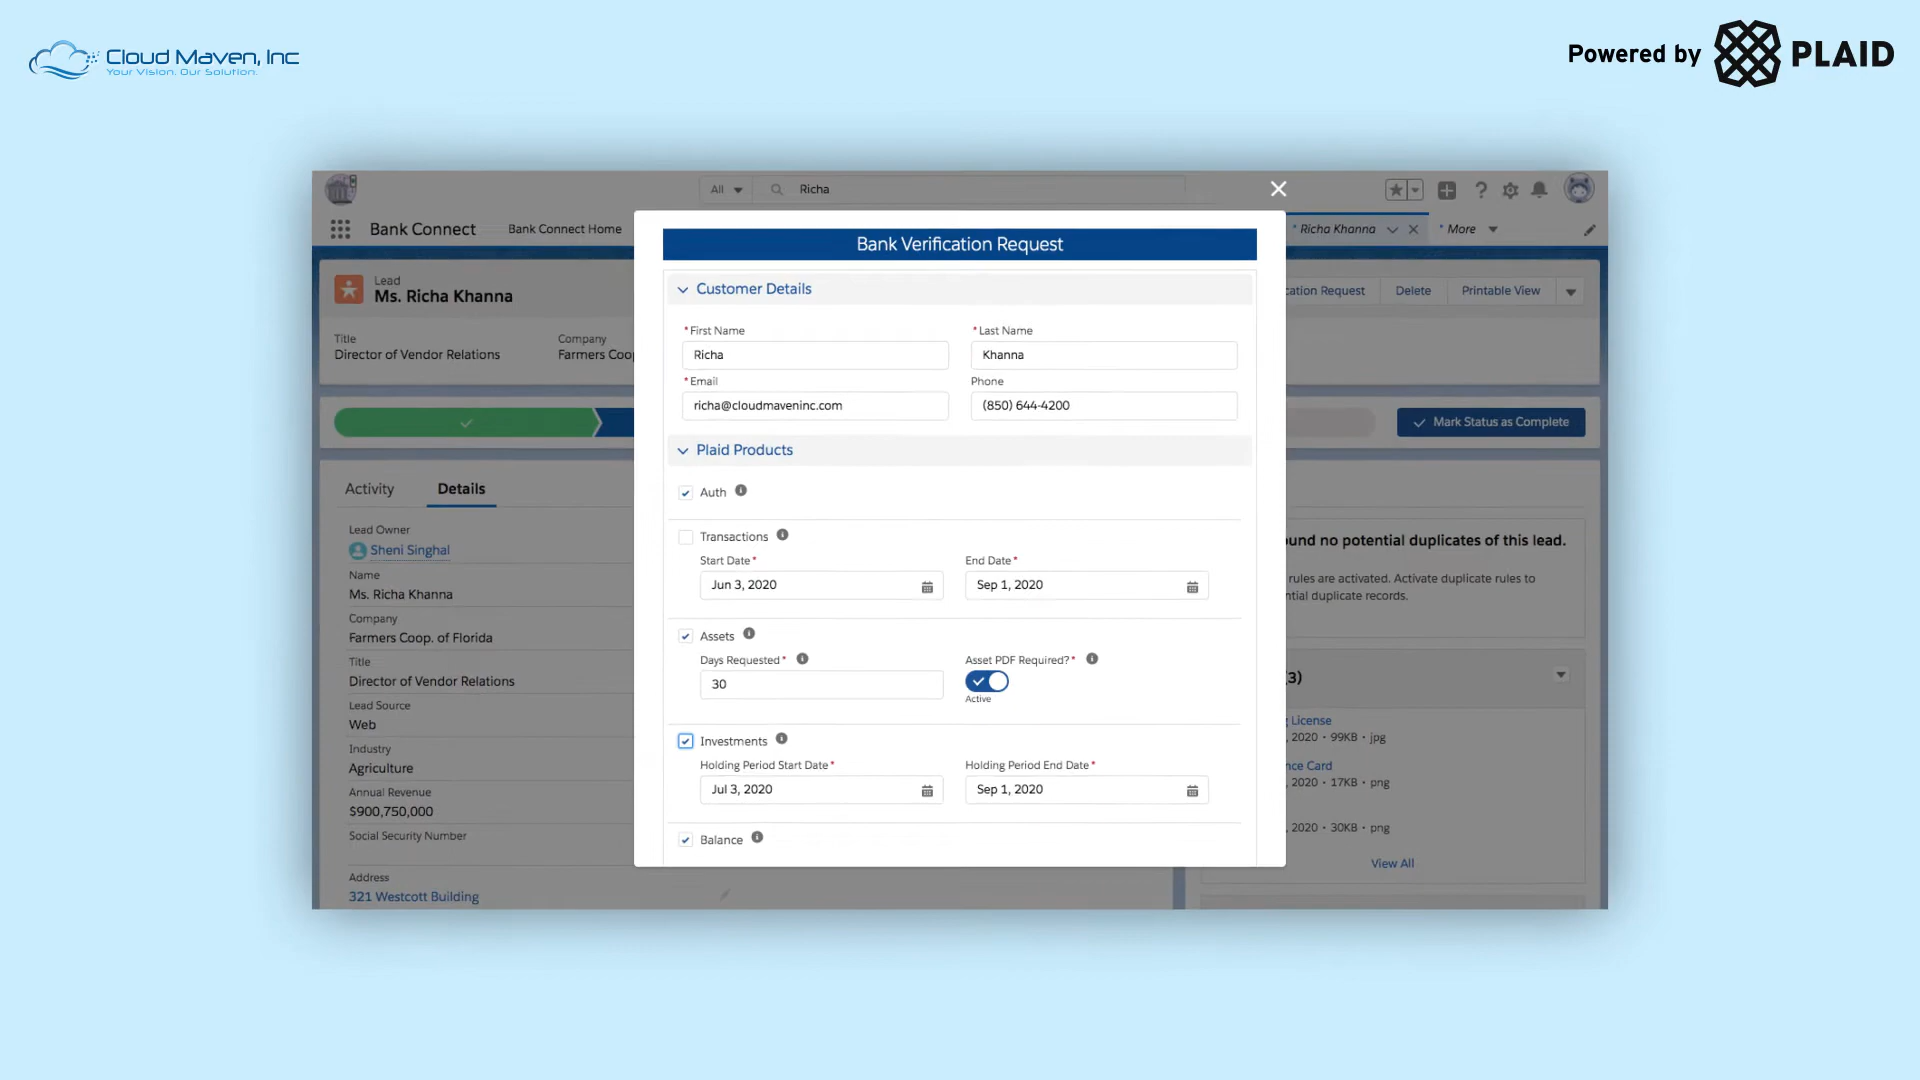 Cloud Maven, Inc
Your Vision. Our Solution.
Powered by PLAID
All
Richa
Bank Connect
Bank Connect Home
* Richa Khanna
* More
Lead
Ms. Richa Khanna
Title
Director of Vendor Relations
Company
Farmers Coop
cation Request
Delete
Printable View
Mark Status as Complete
Activity
Details
Lead Owner
Sheni Singhal
Name
Ms. Richa Khanna
Company
Farmers Coop. of Florida
Title
Director of Vendor Relations
Lead Source
Web
Industry
Agriculture
Annual Revenue
$900,750,000
Social Security Number
Address
321 Westcott Building
Bank Verification Request
Customer Details
* First Name
Richa
* Last Name
Khanna
* Email
richa@cloudmaveninc.com
Phone
(850) 644-4200
Plaid Products
Auth
Transactions
Start Date *
Jun 3, 2020
End Date *
Sep 1, 2020
Assets
Days Requested *
30
Asset PDF Required? *
Active
Investments
Holding Period Start Date *
Jul 3, 2020
Holding Period End Date *
Sep 1, 2020
Balance
und no potential duplicates of this lead.
rules are activated. Activate duplicate rules to
ntial duplicate records.
3)
License
, 2020 • 99KB • jpg
nce Card
, 2020 • 17KB • png
, 2020 • 30KB • png
View All